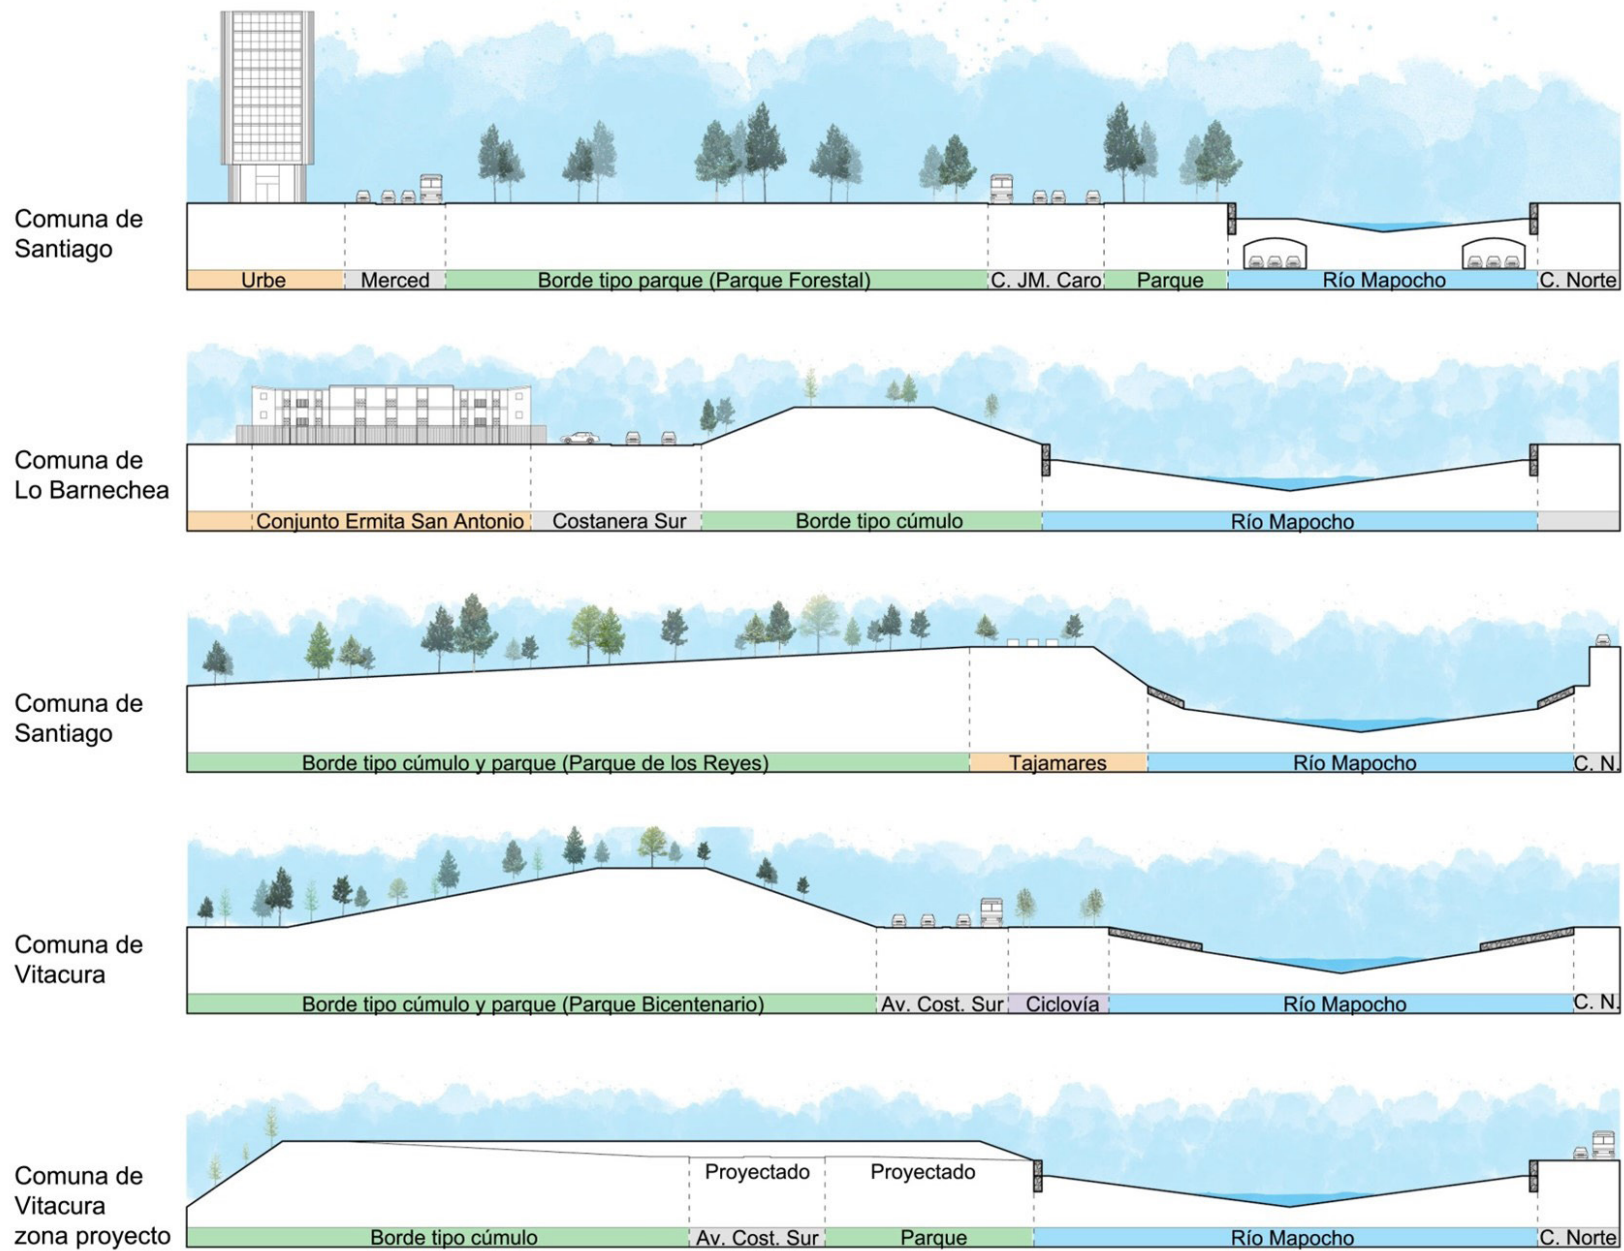 Comuna de
Santiago
Urbe
Merced
Borde tipo parque (Parque Forestal)
C. JM. Caro
Parque
Río Mapocho
C. Norte
Comuna de
Lo Barnechea
Conjunto Ermita San Antonio
Costanera Sur
Borde tipo cúmulo
Río Mapocho
Comuna de
Santiago
Borde tipo cúmulo y parque (Parque de los Reyes)
Tajamares
Río Mapocho
C. N.
Comuna de
Vitacura
Borde tipo cúmulo y parque (Parque Bicentenario)
Av. Cost. Sur
Ciclovía
Río Mapocho
C. N.
Comuna de
Vitacura
zona proyecto
Proyectado
Proyectado
Borde tipo cúmulo
Av. Cost. Sur
Parque
Río Mapocho
C. Norte